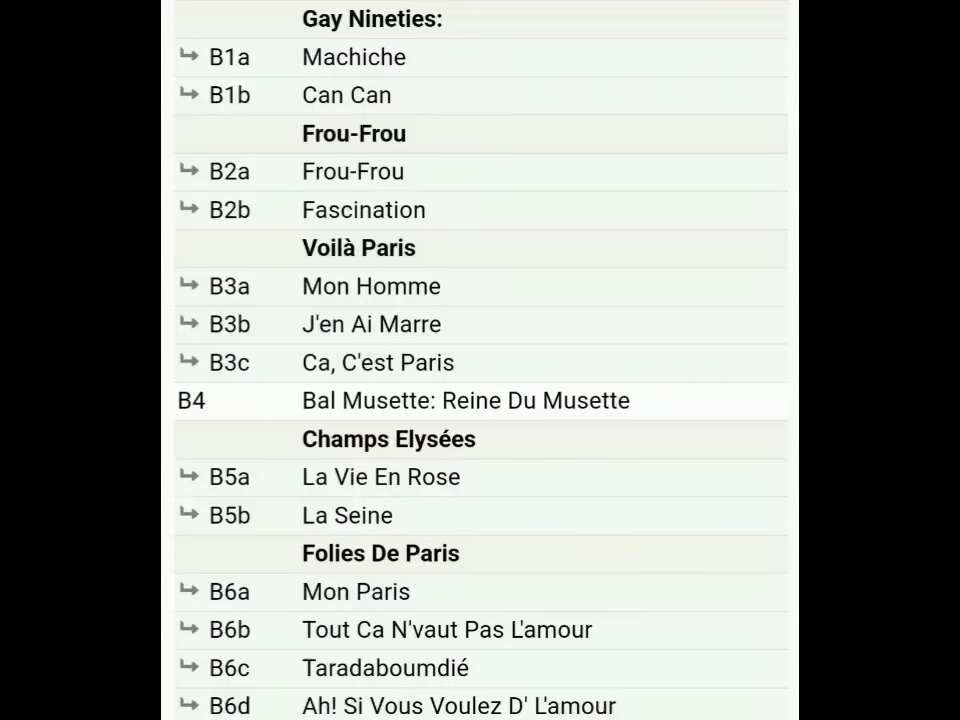 Gay Nineties:
↳ B1a Machiche
↳ B1b Can Can
Frou-Frou
↳ B2a Frou-Frou
↳ B2b Fascination
Voilà Paris
↳ B3a Mon Homme
↳ B3b J'en Ai Marre
↳ B3c Ca, C'est Paris
B4 Bal Musette: Reine Du Musette
Champs Elysées
↳ B5a La Vie En Rose
↳ B5b La Seine
Folies De Paris
↳ B6a Mon Paris
↳ B6b Tout Ca N'vaut Pas L'amour
↳ B6c Taradaboumdié
↳ B6d Ah! Si Vous Voulez D' L'amour